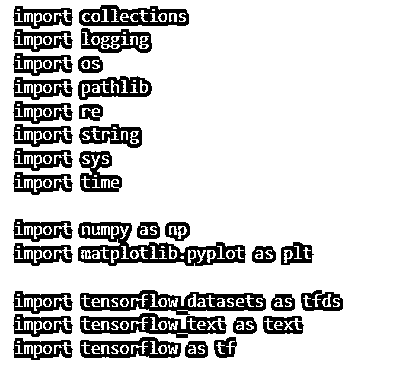 import collections
import logging
import os
import pathlib
import re
import string
import sys
import time
import numpy as np
import matplotlib.pyplot as plt
import tensorflow_datasets as tfds
import tensorflow_text as text
import tensorflow as tf